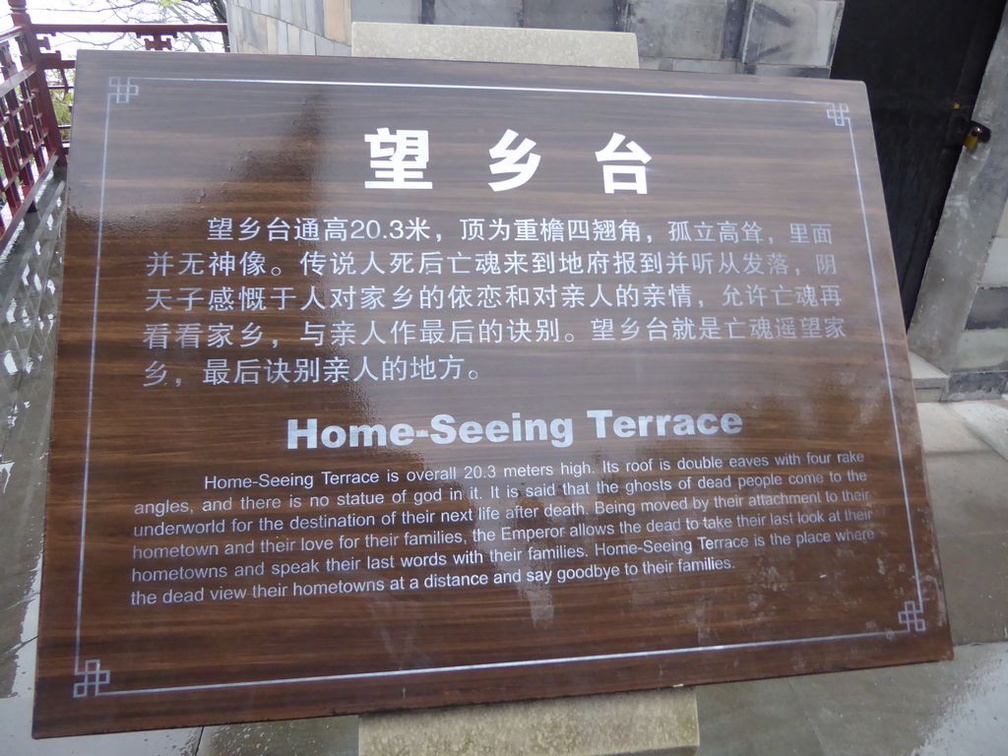 望乡台
望乡台通高20.3米，顶为重檐四翘角，孤立高耸，里面
并无神像。传说人死后亡魂来到地府报到并听从发落，阴
天子感慨于人对家乡的依恋和对亲人的亲情，允许亡魂再
看看家乡，与亲人作最后的诀别。望乡台就是亡魂遥望家
乡，最后诀别亲人的地方。
Home-Seeing Terrace
Home-Seeing Terrace is overall 20.3 meters high. Its roof is double eaves with four rake
angles, and there is no statue of god in it. It is said that the ghosts of dead people come to the
underworld for the destination of their next life after death. Being moved by their attachment to their
hometown and their love for their families, the Emperor allows the dead to take their last look at their
hometowns and speak their last words with their families. Home-Seeing Terrace is the place where
the dead view their hometowns at a distance and say goodbye to their families.